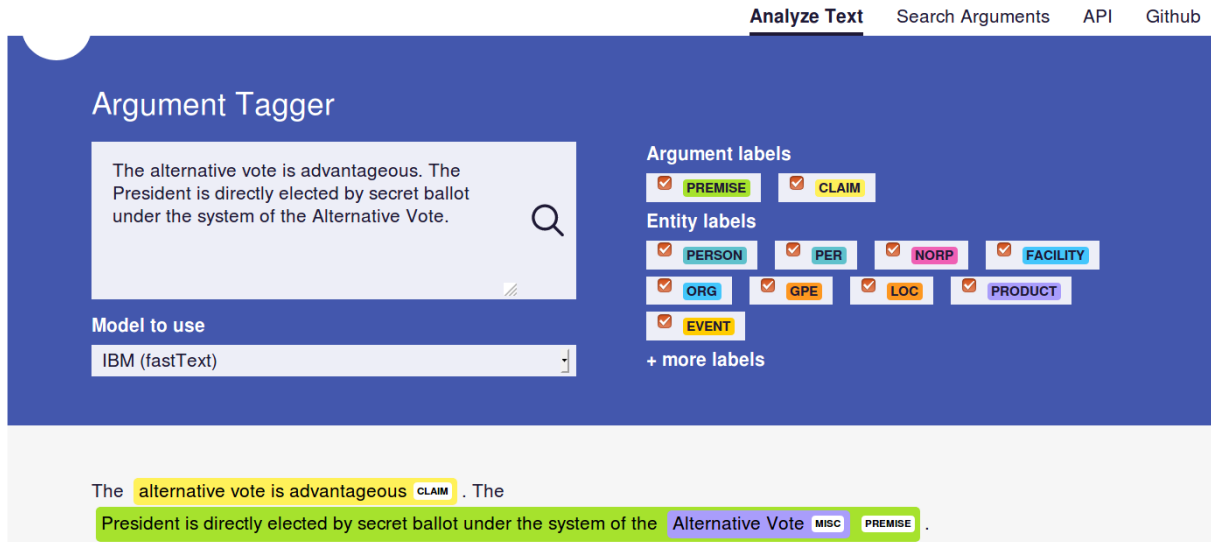 Analyze Text Search Arguments API Github
Argument Tagger
The alternative vote is advantageous. The
President is directly elected by secret ballot
under the system of the Alternative Vote.
Model to use
IBM (fastText)
Argument labels
PREMISE CLAIM
Entity labels
PERSON PER NORP FACILITY
ORG GPE LOC PRODUCT
EVENT
+ more labels
The alternative vote is advantageous CLAIM . The
President is directly elected by secret ballot under the system of the Alternative Vote MISC PREMISE .